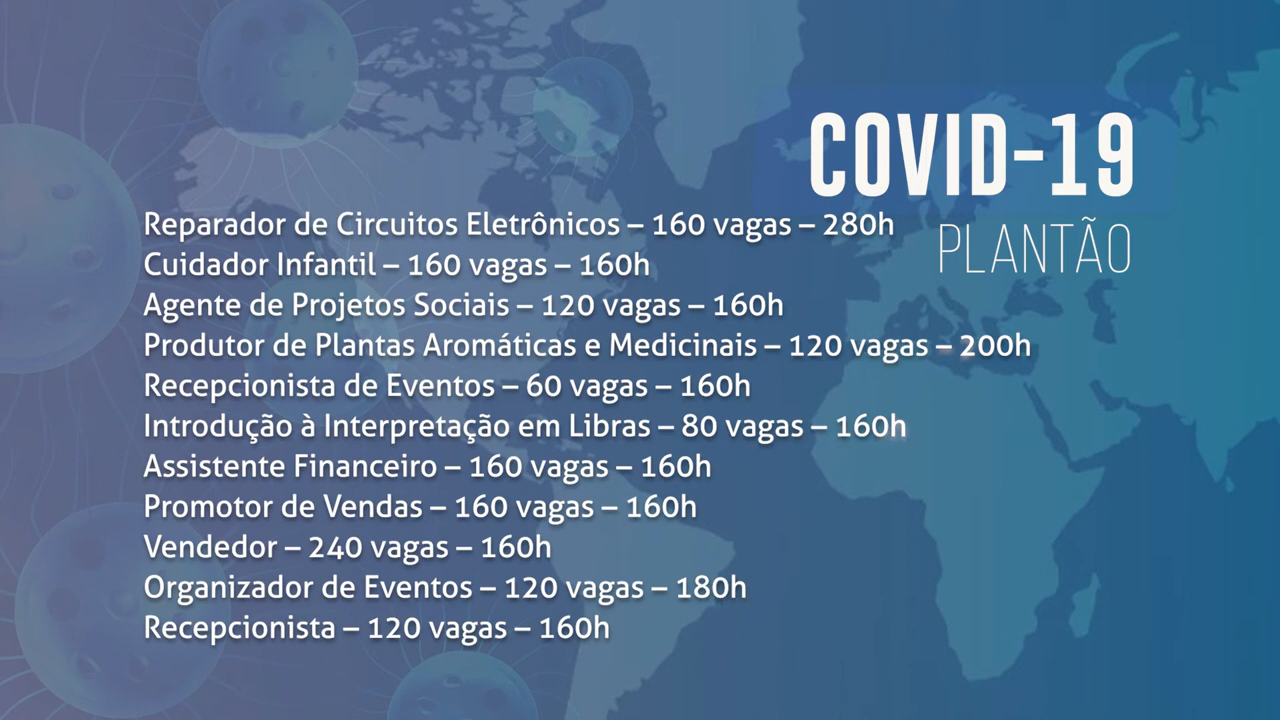 COVID-19
PLANTÃO
Reparador de Circuitos Eletrônicos – 160 vagas – 280h
Cuidador Infantil – 160 vagas – 160h
Agente de Projetos Sociais – 120 vagas – 160h
Produtor de Plantas Aromáticas e Medicinais – 120 vagas – 200h
Recepcionista de Eventos – 60 vagas – 160h
Introdução à Interpretação em Libras – 80 vagas – 160h
Assistente Financeiro – 160 vagas – 160h
Promotor de Vendas – 160 vagas – 160h
Vendedor – 240 vagas – 160h
Organizador de Eventos – 120 vagas – 180h
Recepcionista – 120 vagas – 160h